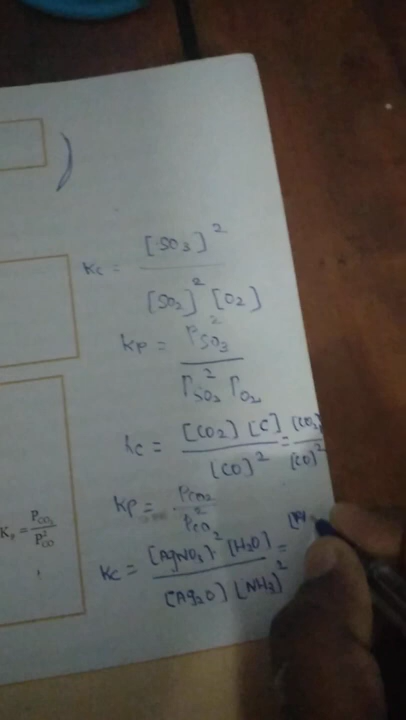 )
Kc = [SO3]^2 / [SO2]^2 [O2]
Kp = P^2SO3 / P^2SO2 PO2
Kc = [CO2] [C] / [CO]^2 = [CO2] / [CO]^2
Kp = PCO2 / P^2CO
K = PCO2 / P^2CO
Kc = [AgNO3]^2 [H2O] / [Ag2O] [NH3]^2 =